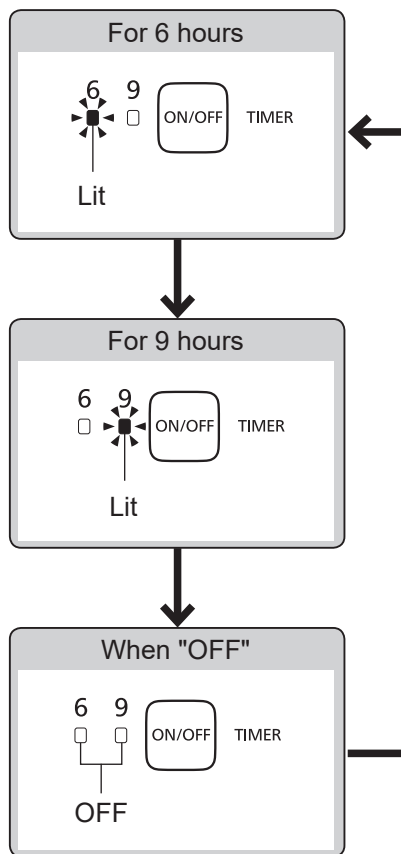 For 6 hours
6 9
ON/OFF TIMER
Lit
For 9 hours
6 9
ON/OFF TIMER
Lit
When "OFF"
6 9
ON/OFF TIMER
OFF